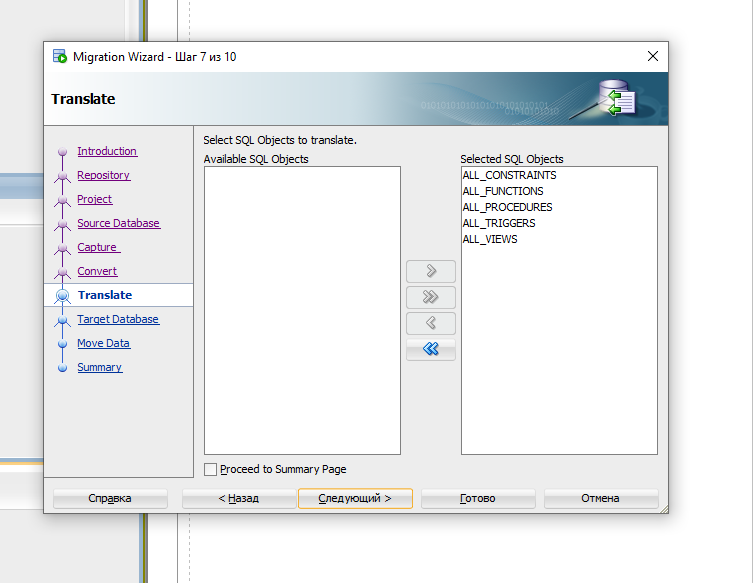 Migration Wizard - Шаг 7 из 10
Translate
0101010101010101010101010101
010101010101
Introduction
Repository
Project
Source Database
Capture
Convert
Translate
Target Database
Move Data
Summary
Select SQL Objects to translate.
Available SQL Objects
Selected SQL Objects
ALL_CONSTRAINTS
ALL_FUNCTIONS
ALL_PROCEDURES
ALL_TRIGGERS
ALL_VIEWS
Proceed to Summary Page
Справка
< Назад
Следующий >
Готово
Отмена